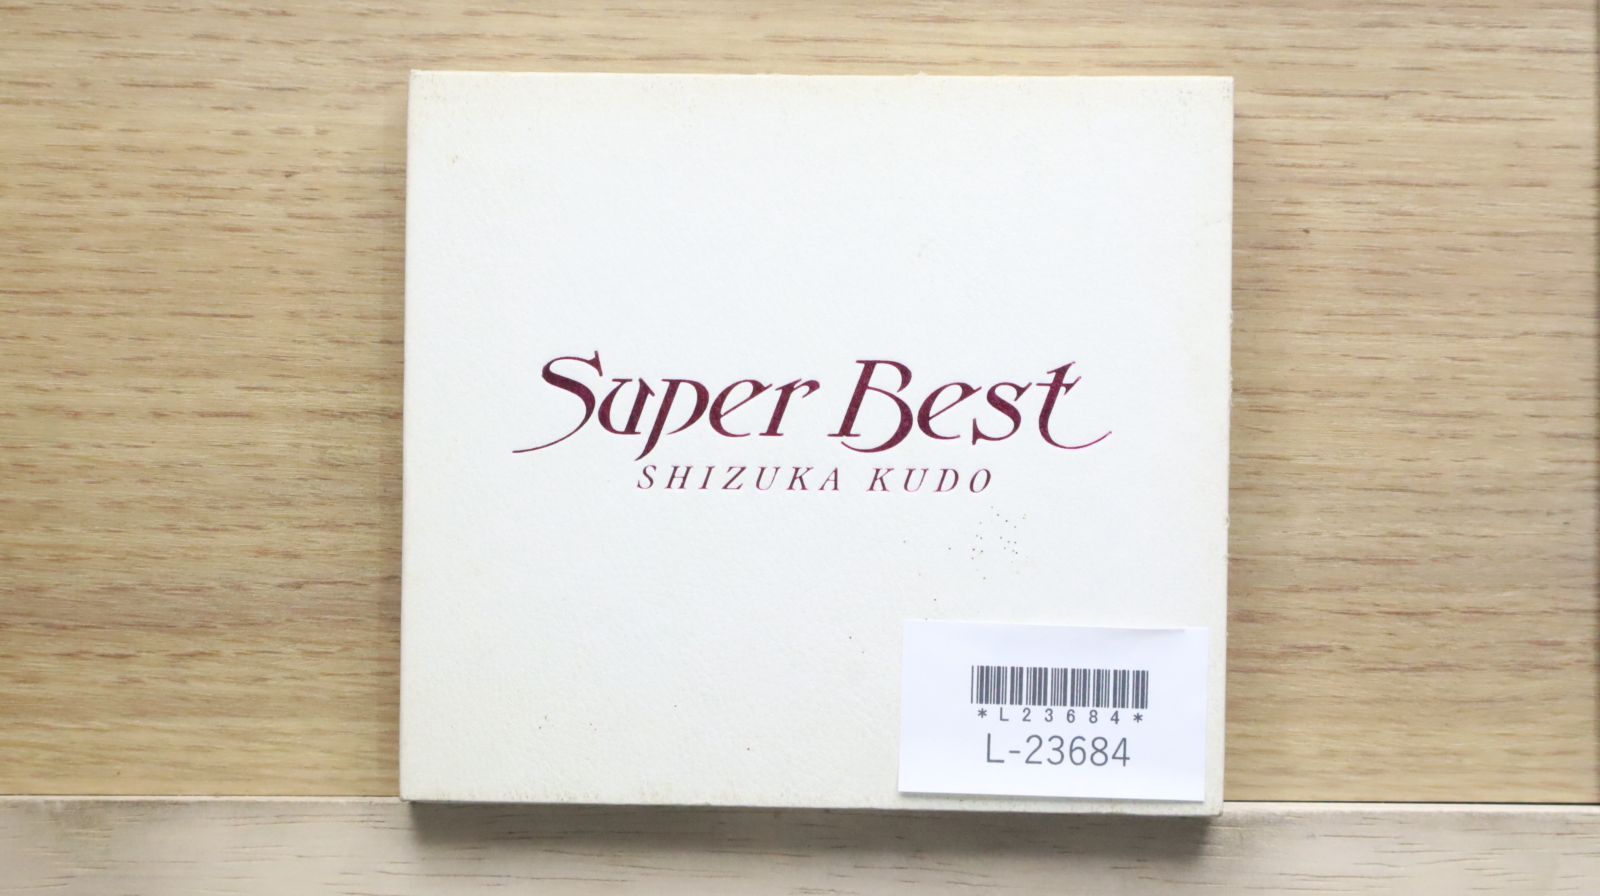 Super Best
SHIZUKA KUDO
*L23684*
L-23684